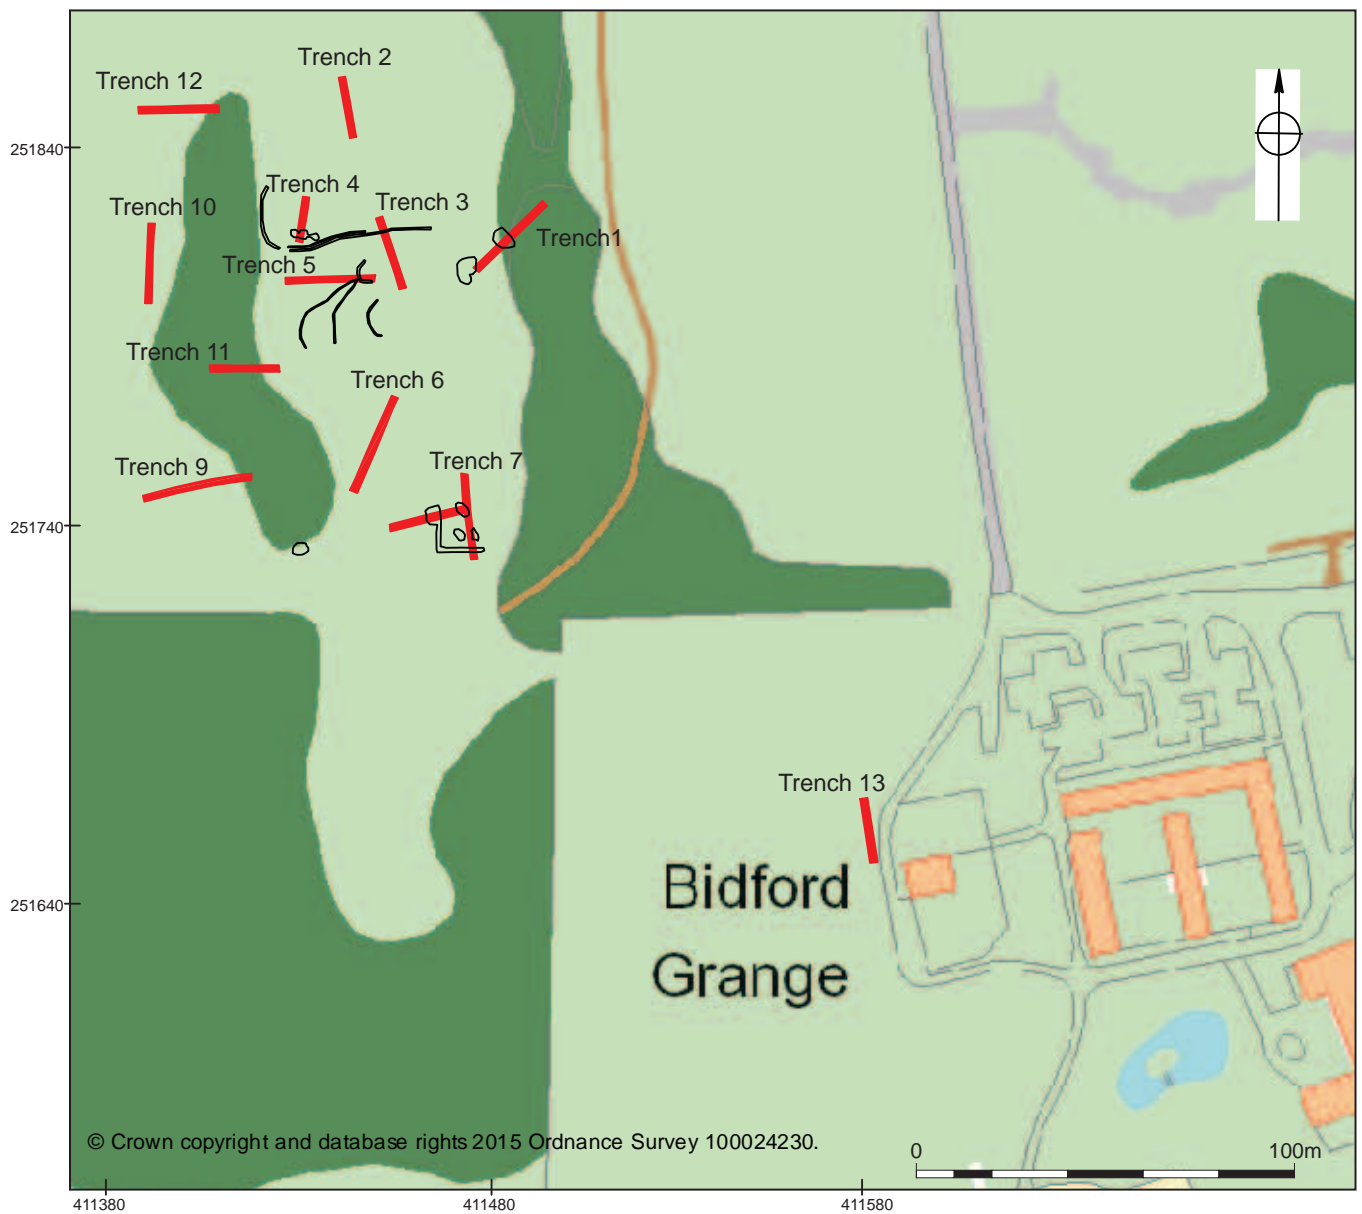 Trench 2
Trench 12
251840
Trench 4
Trench 3
Trench 10
Trench1
Trench 5
Trench 11
Trench 6
Trench 7
Trench 9
251740
Trench 13
Bidford
Grange
251640
© Crown copyright and database rights 2015 Ordnance Survey 100024230.
0 100m
411380 411480 411580